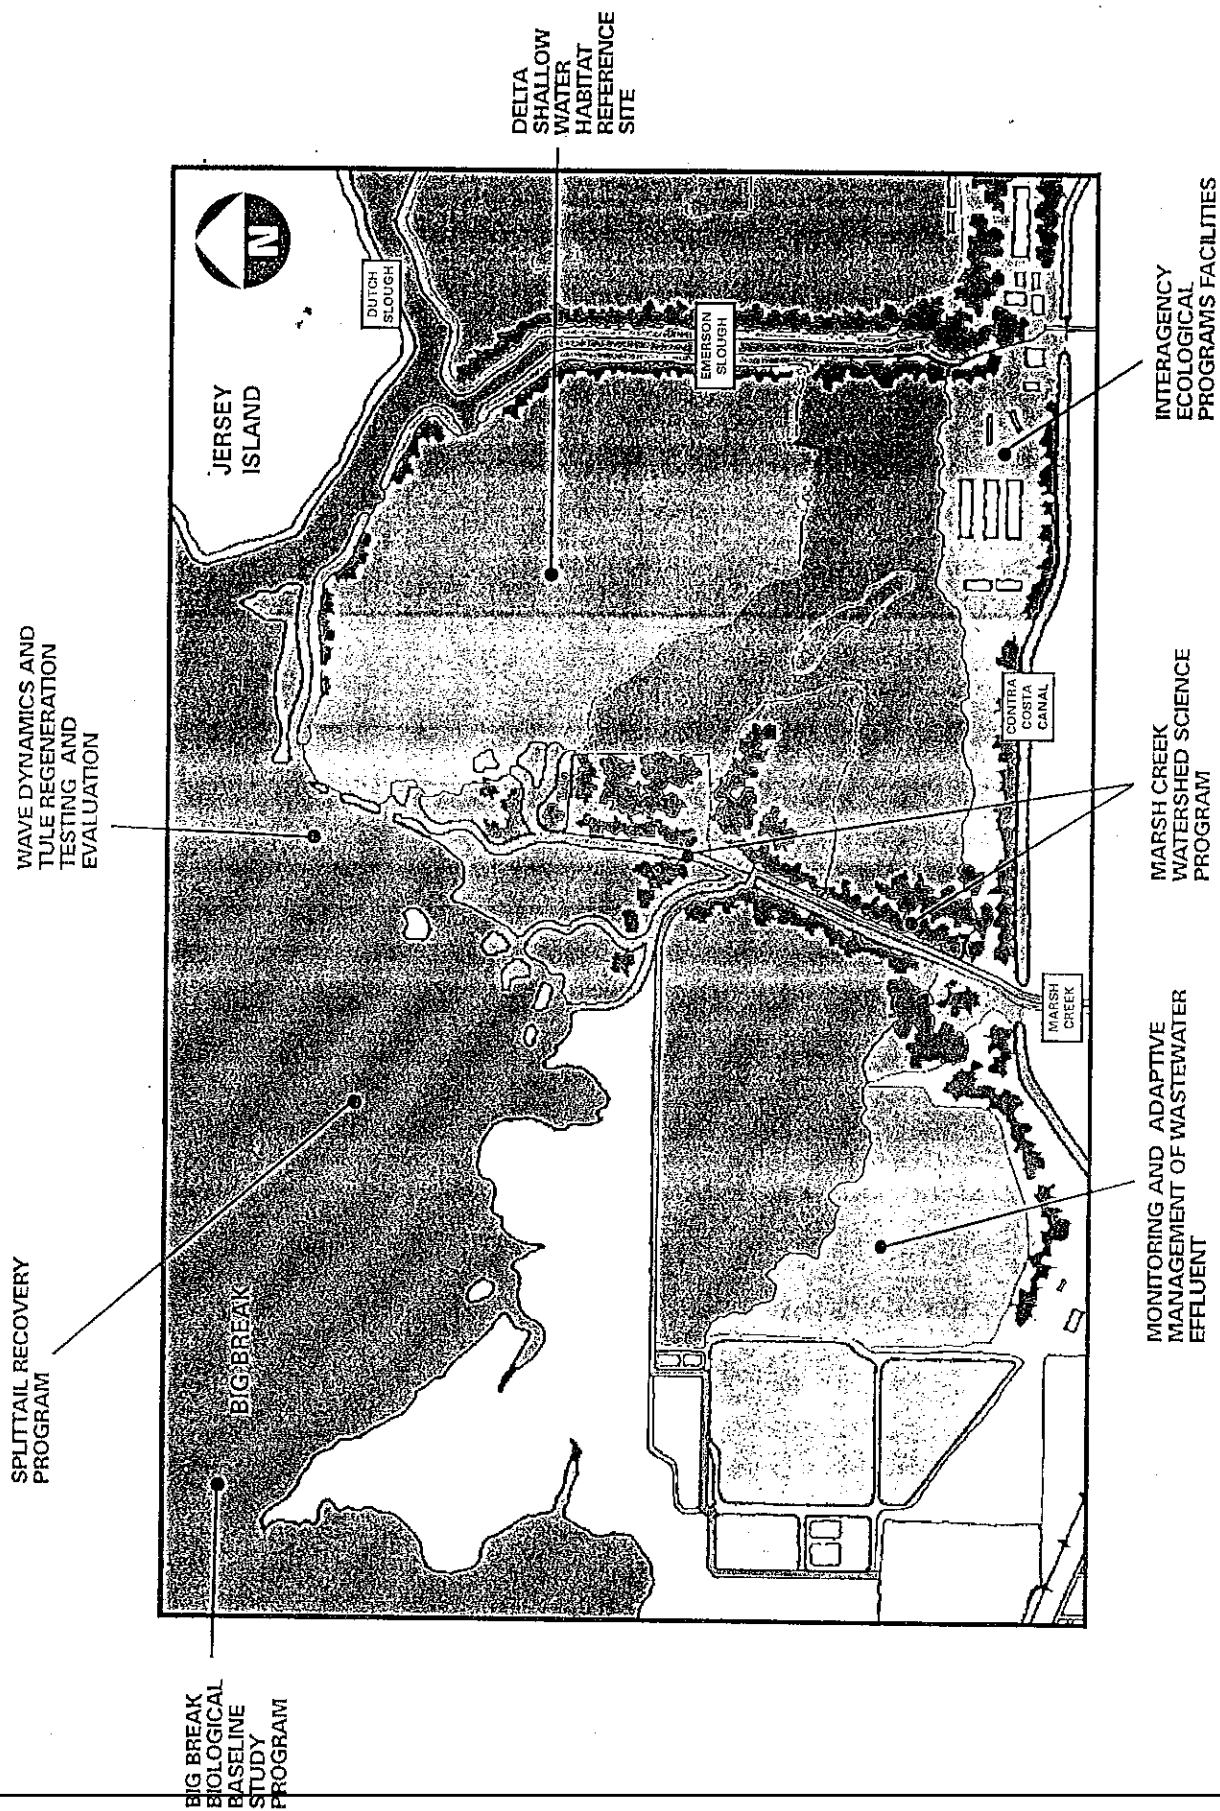 SPLITTAIL RECOVERY
PROGRAM
WAVE DYNAMICS AND
TULE REGENERATION
TESTING AND
EVALUATION
BIG BREAK
BIOLOGICAL
BASELINE
STUDY
PROGRAM
BIG BREAK
JERSEY
ISLAND
N
DUTCH
SLOUGH
EMERSON
SLOUGH
DELTA
SHALLOW
WATER
HABITAT
REFERENCE
SITE
CONTRA
COSTA
CANAL
MARSH
CREEK
MONITORING AND ADAPTIVE
MANAGEMENT OF WASTEWATER
EFFLUENT
MARSH CREEK
WATERSHED SCIENCE
PROGRAM
INTERAGENCY
ECOLOGICAL
PROGRAMS FACILITIES